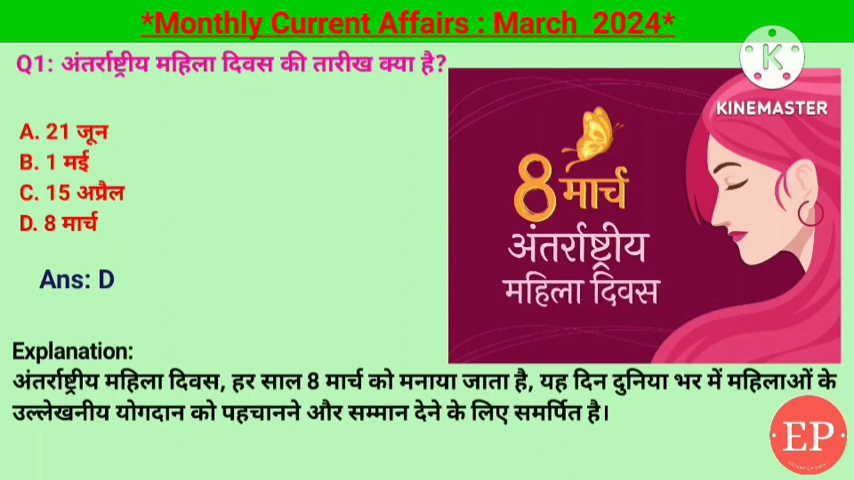 *Monthly Current Affairs : March 2024*
Q1: अंतर्राष्ट्रीय महिला दिवस की तारीख क्या है?
KINEMASTER
A. 21 जून
B. 1 मई
C. 15 अप्रैल
D. 8 मार्च
8 मार्च
अंतर्राष्ट्रीय
महिला दिवस
Ans: D
Explanation:
अंतर्राष्ट्रीय महिला दिवस, हर साल 8 मार्च को मनाया जाता है, यह दिन दुनिया भर में महिलाओं के
उल्लेखनीय योगदान को पहचानने और सम्मान देने के लिए समर्पित है।
EP